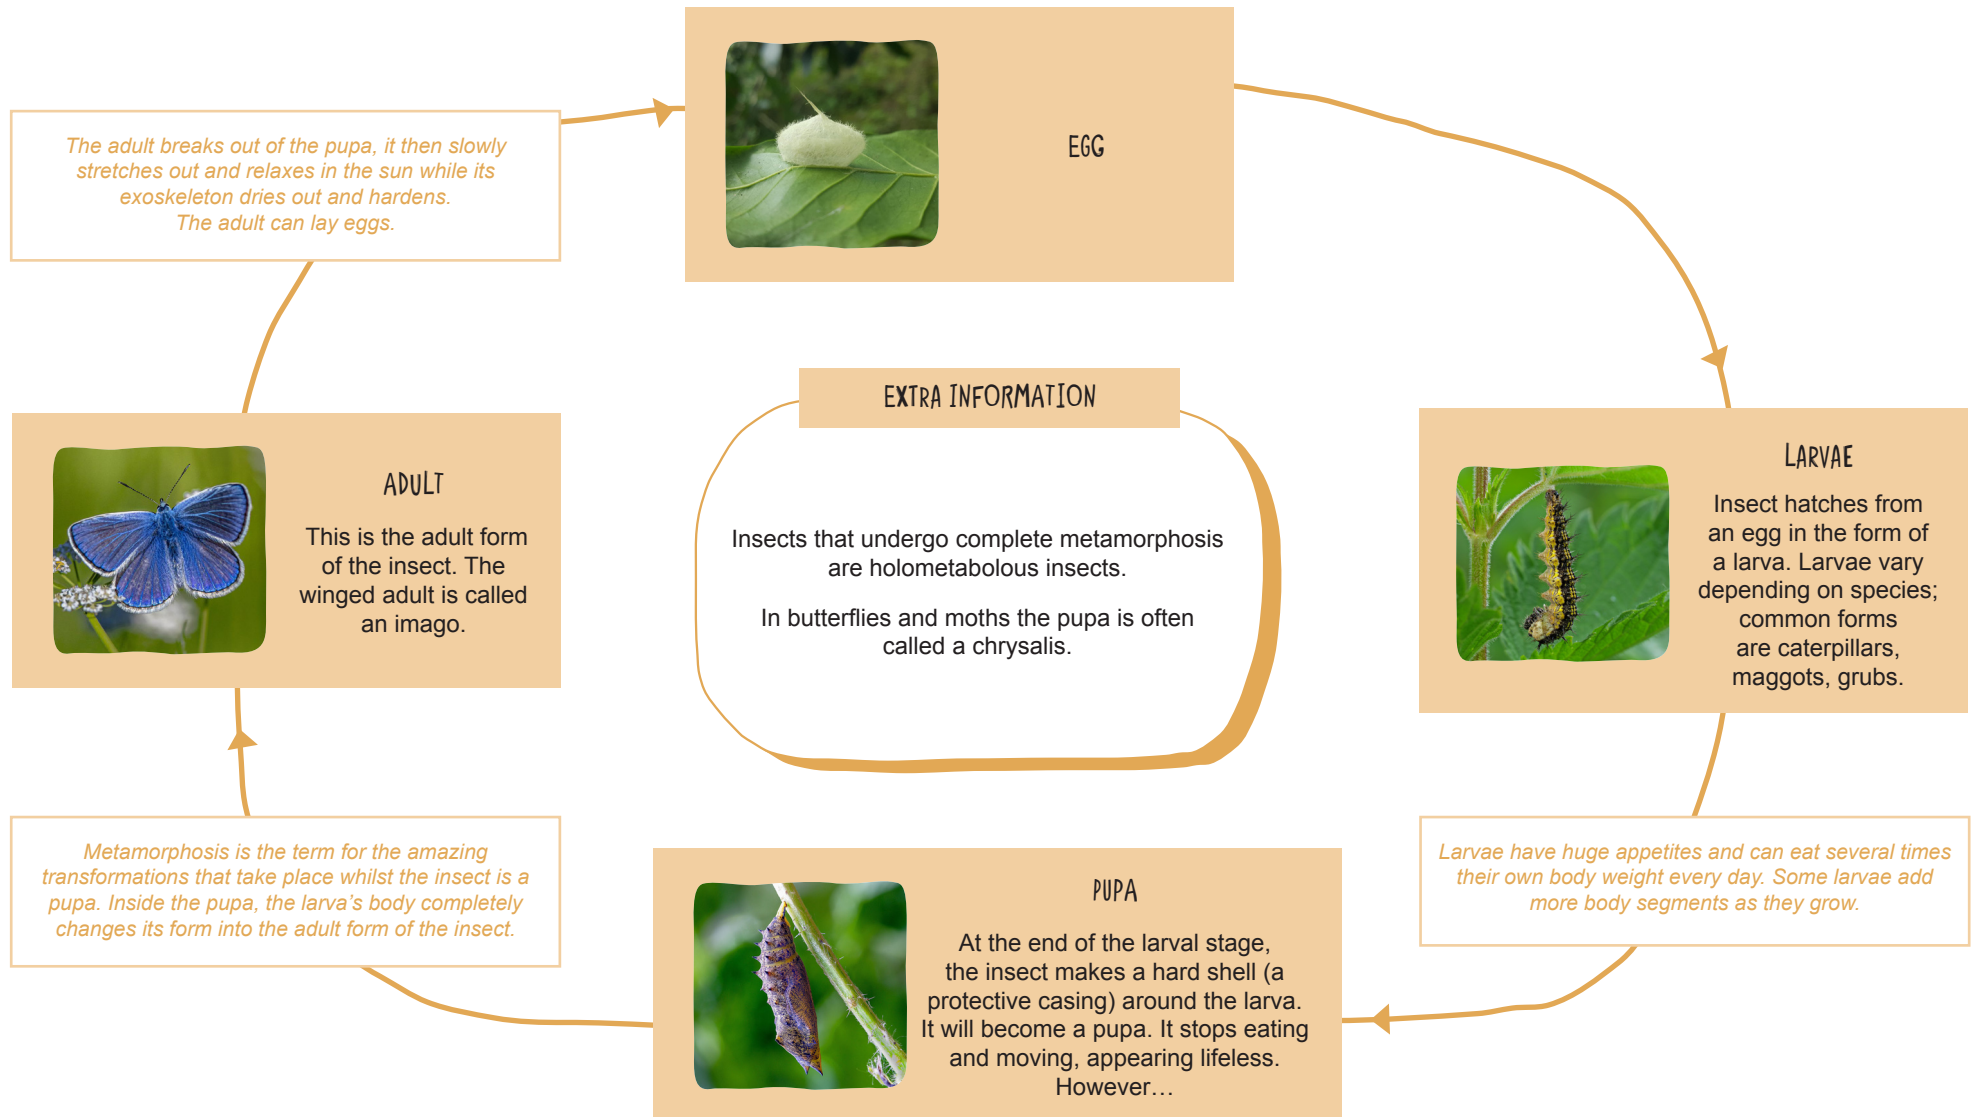 EGG
The adult breaks out of the pupa, it then slowly
stretches out and relaxes in the sun while its
exoskeleton dries out and hardens.
The adult can lay eggs.
EXTRA INFORMATION
Insects that undergo complete metamorphosis
are holometabolous insects.
In butterflies and moths the pupa is often
called a chrysalis.
ADULT
This is the adult form
of the insect. The
winged adult is called
an imago.
LARVAE
Insect hatches from
an egg in the form of
a larva. Larvae vary
depending on species;
common forms
are caterpillars,
maggots, grubs.
Metamorphosis is the term for the amazing
transformations that take place whilst the insect is a
pupa. Inside the pupa, the larva’s body completely
changes its form into the adult form of the insect.
PUPA
At the end of the larval stage,
the insect makes a hard shell (a
protective casing) around the larva.
It will become a pupa. It stops eating
and moving, appearing lifeless.
However…
Larvae have huge appetites and can eat several times
their own body weight every day. Some larvae add
more body segments as they grow.